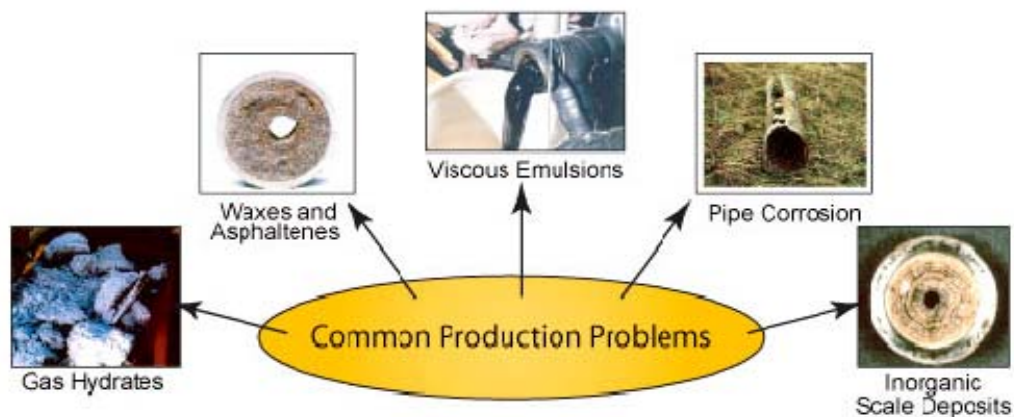 Viscous Emulsions
Waxes and
Asphaltenes
Pipe Corrosion
Gas Hydrates
Common Production Problems
Inorganic
Scale Deposits